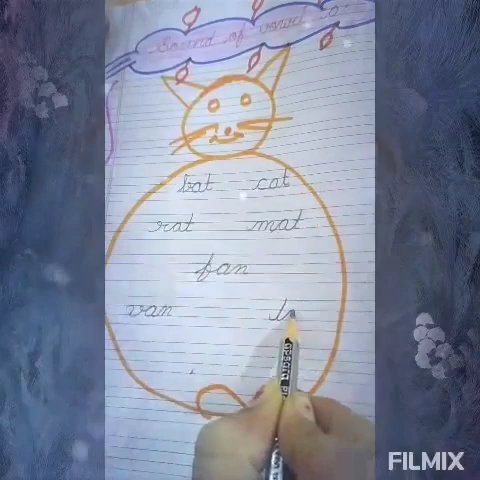 Sound of vowel 'a'
bat cat
rat mat
fan
van
FILMIX